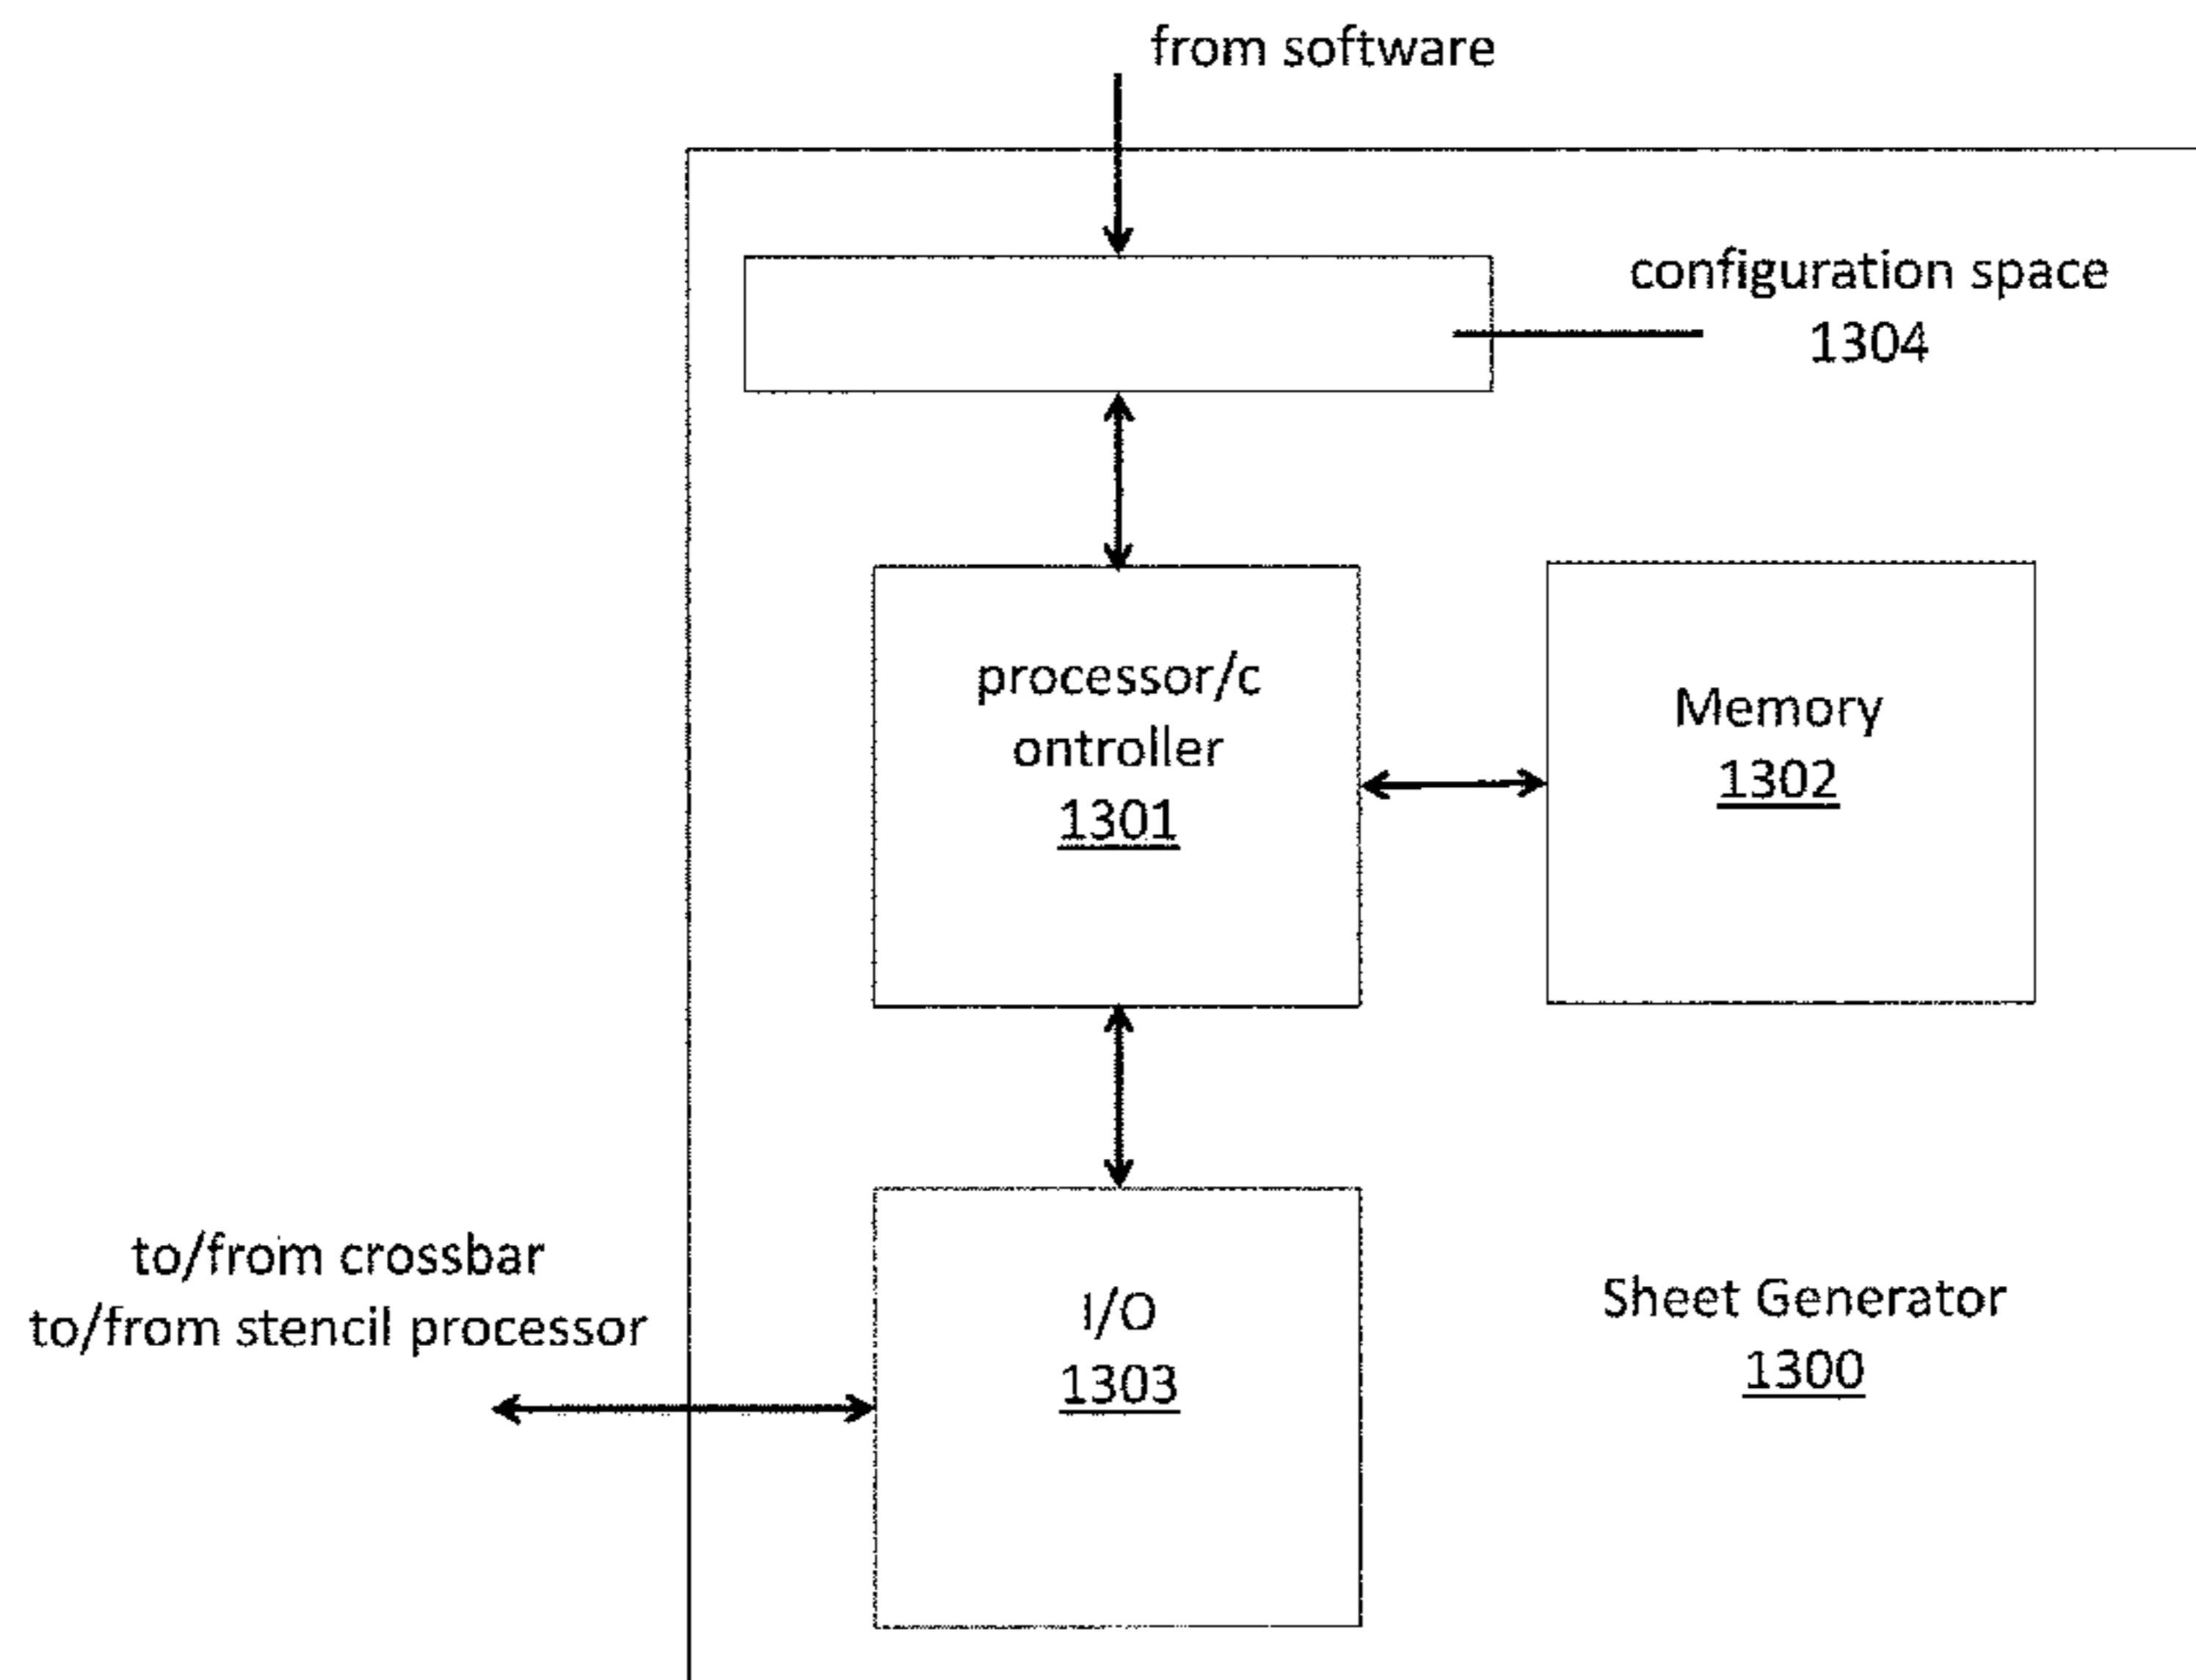 from software
configuration space
1304
processor/c
ontroller
1301
Memory
1302
to/from crossbar
to/from stencil processor
I/O
1303
Sheet Generator
1300